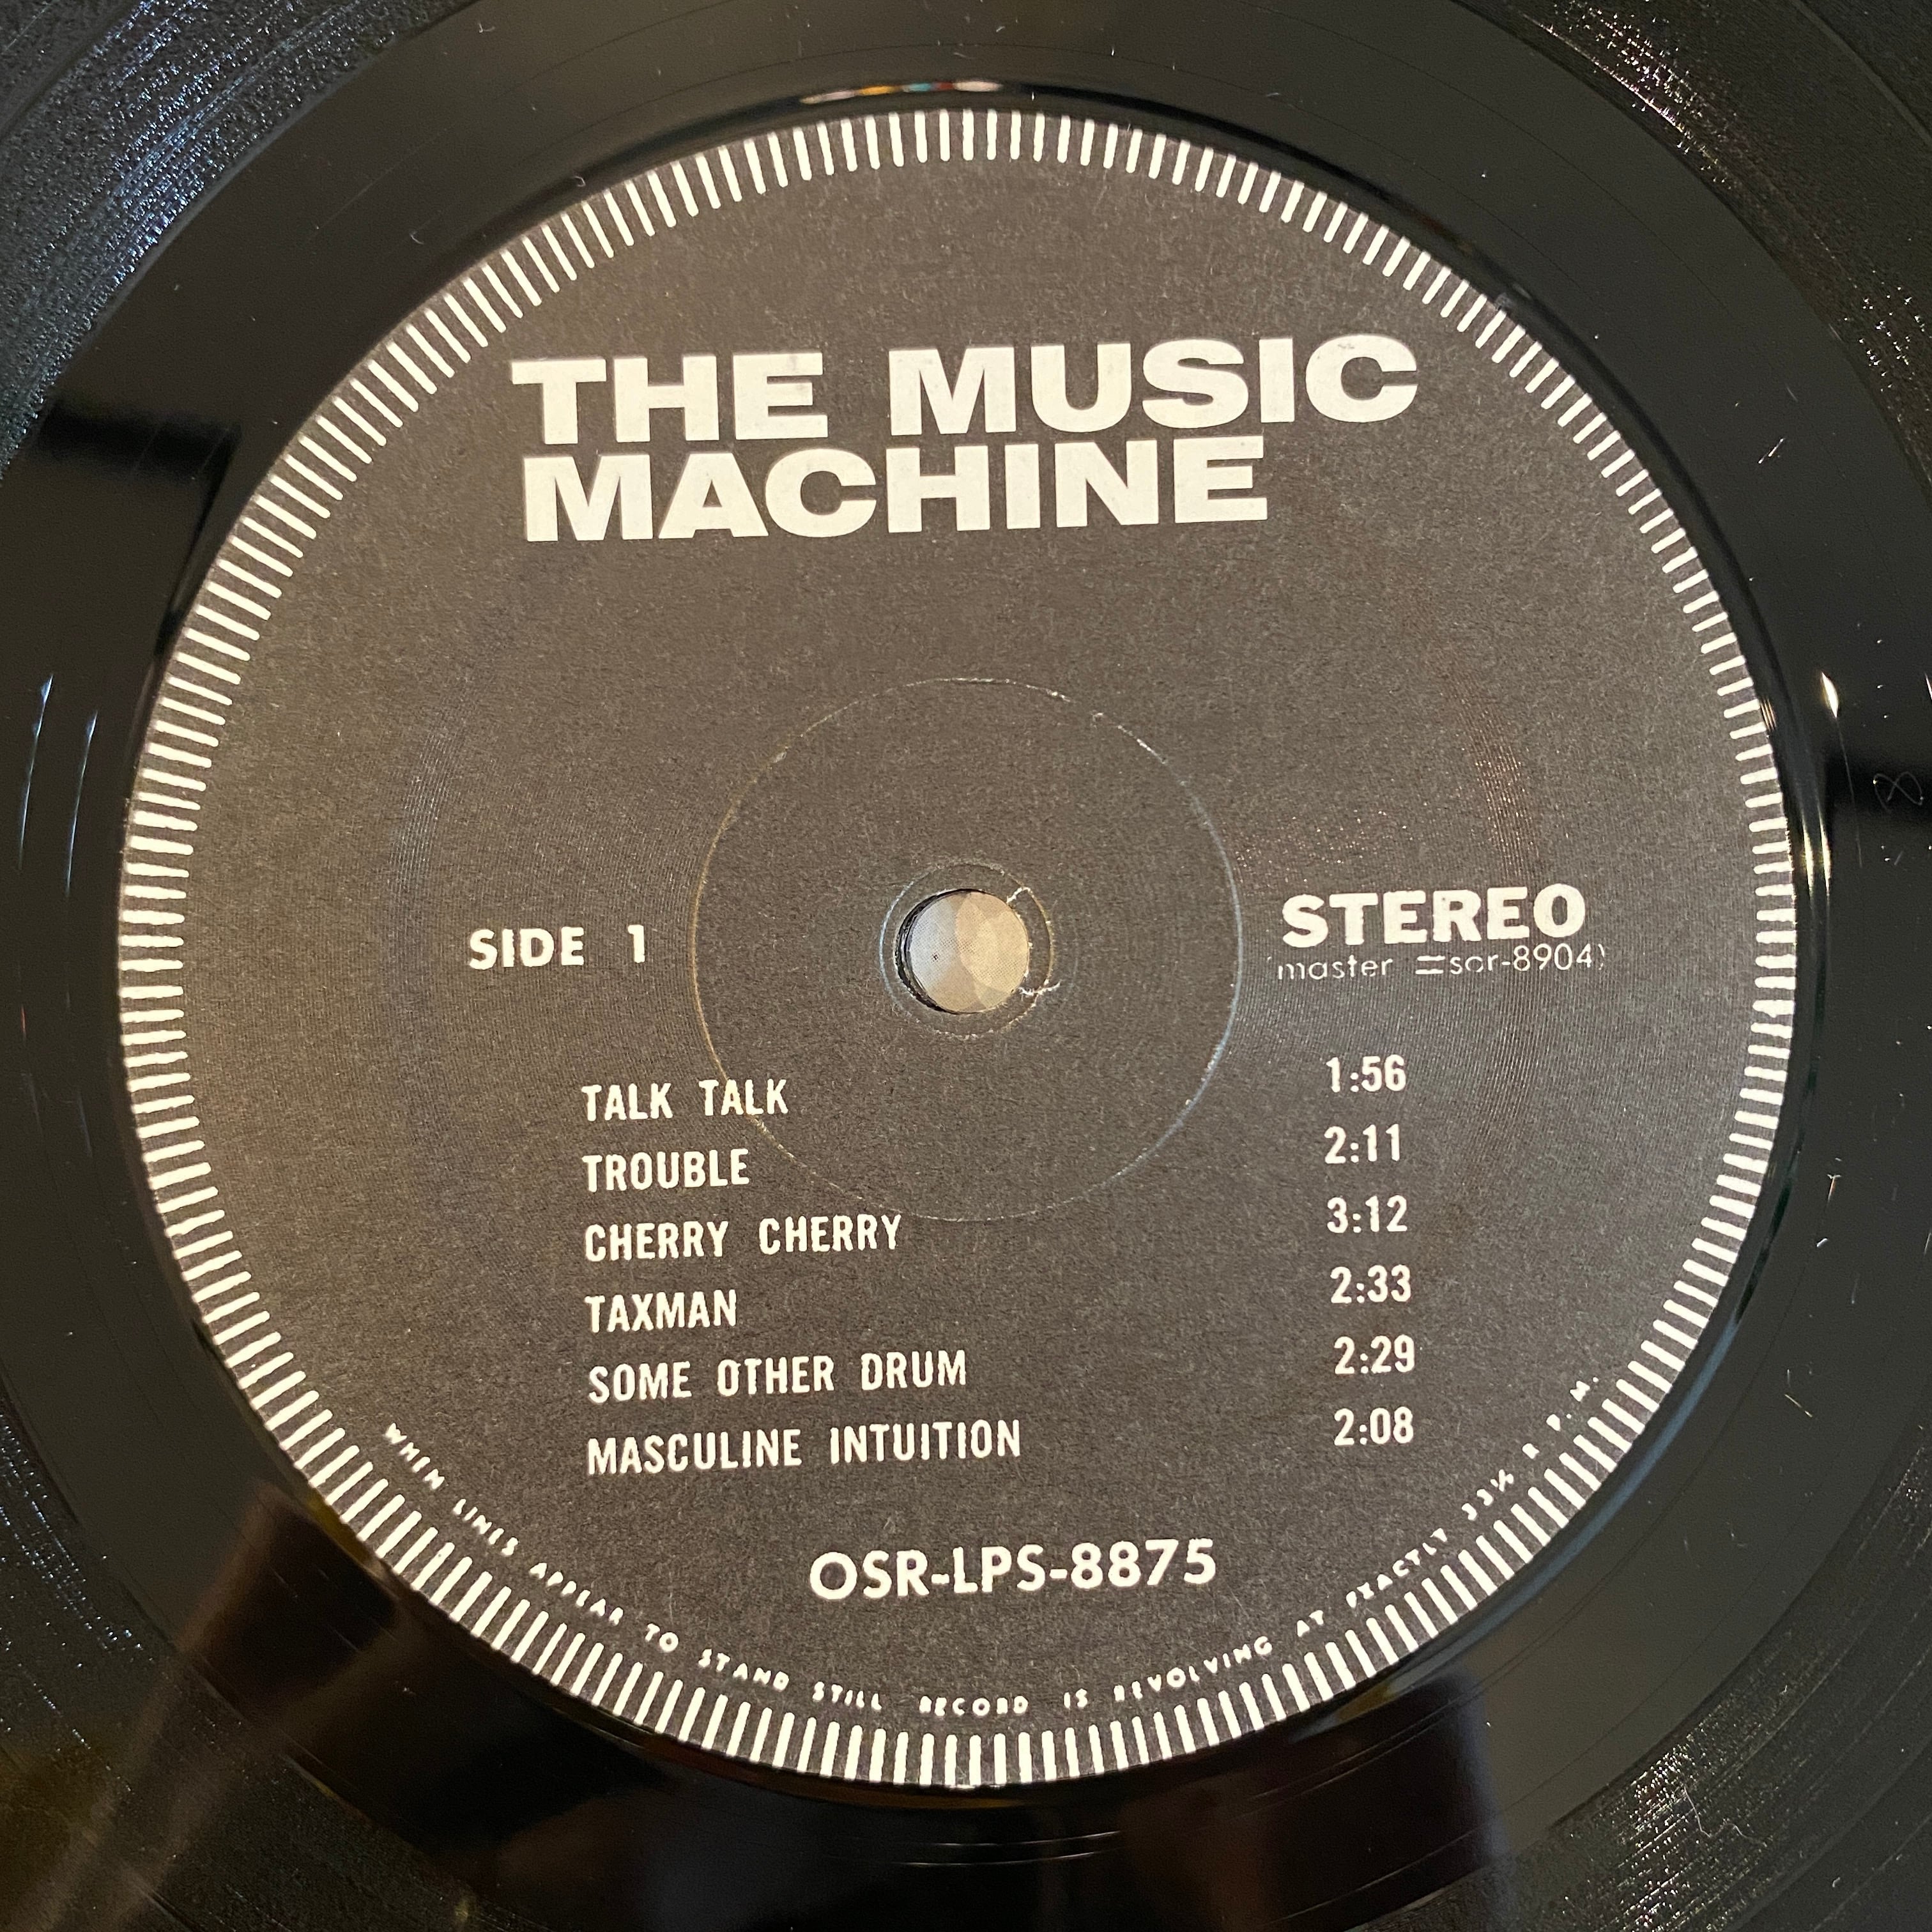 THE MUSIC
MACHINE
SIDE 1
STEREO
(master =scr-8904)
TALK TALK 1:56
TROUBLE 2:11
CHERRY CHERRY 3:12
TAXMAN 2:33
SOME OTHER DRUM 2:29
MASCULINE INTUITION 2:08
OSR-LPS-8875
WHEN LINES APPEAR TO STAND STILL RECORD IS REVOLVING AT EXACTLY 33⅓ R. P. M.